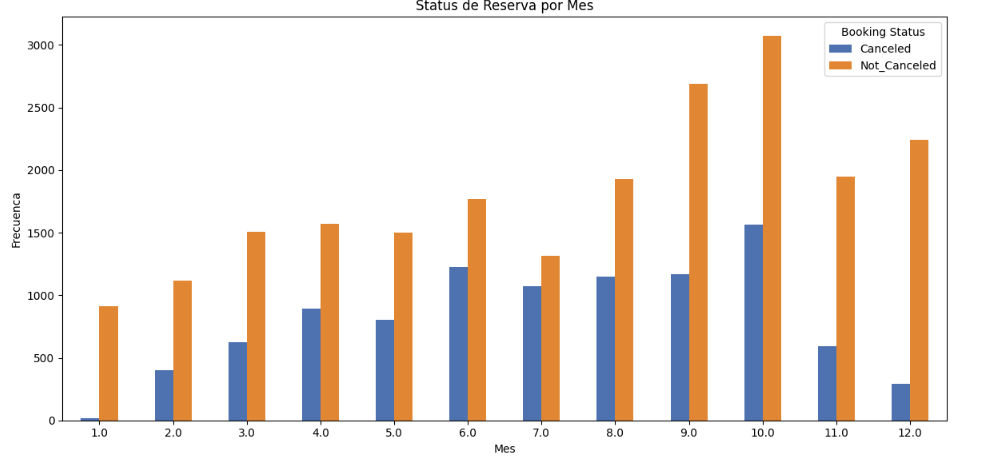 Status de Reserva por Mes
Booking Status
Canceled
Not_Canceled
3000
2500
2000
1500
1000
500
0
Frecuenca
1.0 2.0 3.0 4.0 5.0 6.0 7.0 8.0 9.0 10.0 11.0 12.0
Mes